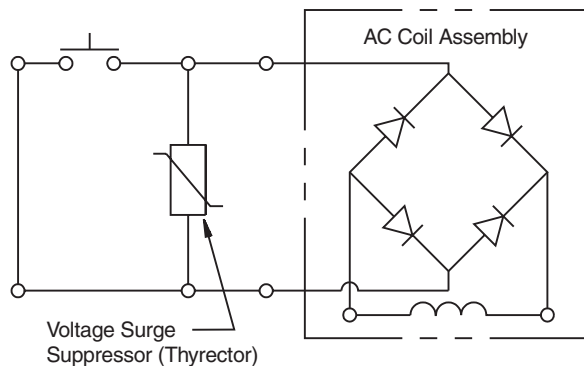 AC Coil Assembly
Voltage Surge
Suppressor (Thyrector)